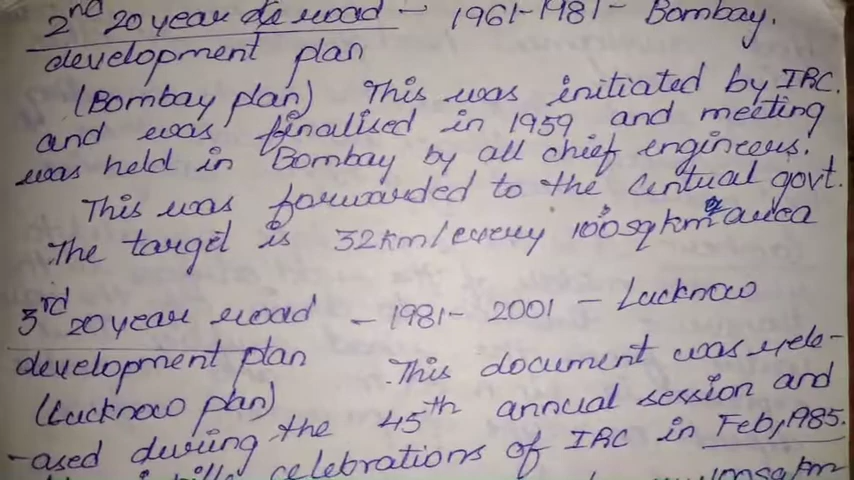 2nd 20 year road – 1961-1981 – Bombay.
development plan
(Bombay plan) This was initiated by IRC.
and was finalised in 1959 and meeting
was held in Bombay by all chief engineers.
This was forwarded to the central govt.
The target is 32km/every 100sqkm area
3rd 20 year road – 1981- 2001 – Lucknow
development plan
This document was rele-
(Lucknow plan)
-ased during the 45th annual session and
celebrations of IRC in Feb, 1985.